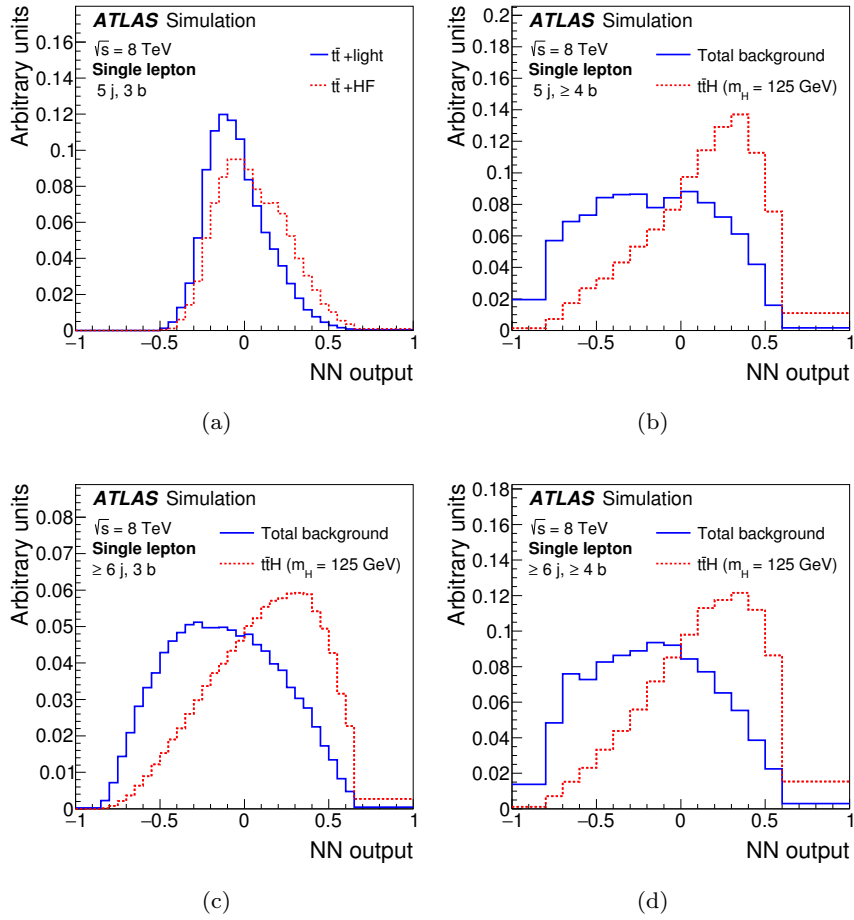 ATLAS Simulation
√s = 8 TeV
Single lepton
5 j, 3 b
tt̄+light
tt̄+HF
Arbitrary units
0.16
0.14
0.12
0.1
0.08
0.06
0.04
0.02
0
−1 −0.5 0 0.5 1
NN output
(a)
ATLAS Simulation
√s = 8 TeV
Single lepton
5 j, ≥ 4 b
Total background
tt̄H (m_H = 125 GeV)
Arbitrary units
0.2
0.18
0.16
0.14
0.12
0.1
0.08
0.06
0.04
0.02
0
−1 −0.5 0 0.5 1
NN output
(b)
ATLAS Simulation
√s = 8 TeV
Single lepton
≥ 6 j, 3 b
Total background
tt̄H (m_H = 125 GeV)
Arbitrary units
0.08
0.07
0.06
0.05
0.04
0.03
0.02
0.01
0
−1 −0.5 0 0.5 1
NN output
(c)
ATLAS Simulation
√s = 8 TeV
Single lepton
≥ 6 j, ≥ 4 b
Total background
tt̄H (m_H = 125 GeV)
Arbitrary units
0.18
0.16
0.14
0.12
0.1
0.08
0.06
0.04
0.02
0
−1 −0.5 0 0.5 1
NN output
(d)